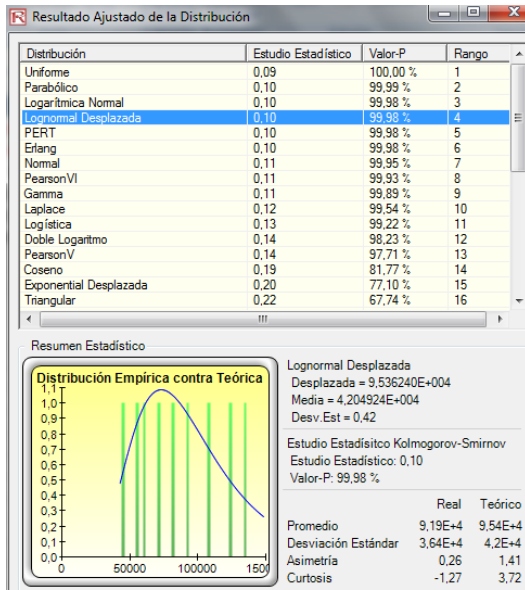 Resultado Ajustado de la Distribución
Distribución Estudio Estadístico Valor-P Rango
Uniforme 0,09 100,00 % 1
Parabólico 0,10 99,99 % 2
Logarítmica Normal 0,10 99,98 % 3
Lognormal Desplazada 0,10 99,98 % 4
PERT 0,10 99,98 % 5
Erlang 0,10 99,98 % 6
Normal 0,11 99,95 % 7
PearsonVI 0,11 99,93 % 8
Gamma 0,11 99,89 % 9
Laplace 0,12 99,54 % 10
Logística 0,13 99,22 % 11
Doble Logaritmo 0,14 98,23 % 12
PearsonV 0,14 97,71 % 13
Coseno 0,19 81,77 % 14
Exponential Desplazada 0,20 77,10 % 15
Triangular 0,22 67,74 % 16
Resumen Estadístico
Distribución Empírica contra Teórica
1,1
1,0
0,9
0,8
0,7
0,6
0,5
0,4
0,3
0,2
0,1
0,0
0 50000 100000 1500
Lognormal Desplazada
Desplazada = 9,536240E+004
Media = 4,204924E+004
Desv.Est = 0,42
Estudio Estadísitco Kolmogorov-Smirnov
Estudio Estadístico: 0,10
Valor-P: 99,98 %
Real Teórico
Promedio 9,19E+4 9,54E+4
Desviación Estándar 3,64E+4 4,2E+4
Asimetría 0,26 1,41
Curtosis -1,27 3,72